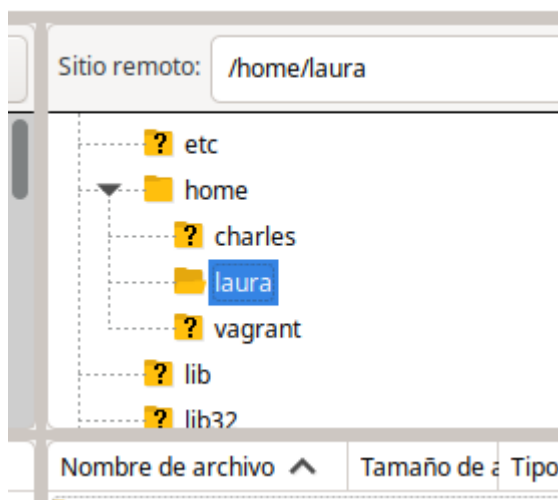 Sitio remoto: /home/laura
? etc
home
? charles
laura
? vagrant
? lib
? lib32
Nombre de archivo Tamaño de a Tipo